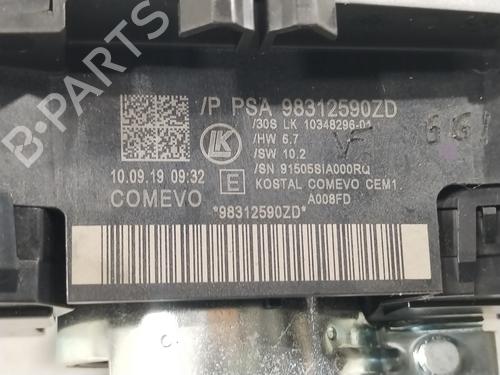 /P PSA 98312590ZD
/30S LK 10348296-01
/HW 6.7
/SW 10.2
/SN 91505SIA000RQ
LK
10.09.19 09:32
E
KOSTAL COMEVO CEM1.
A008FD
COMEVO
*98312590ZD*